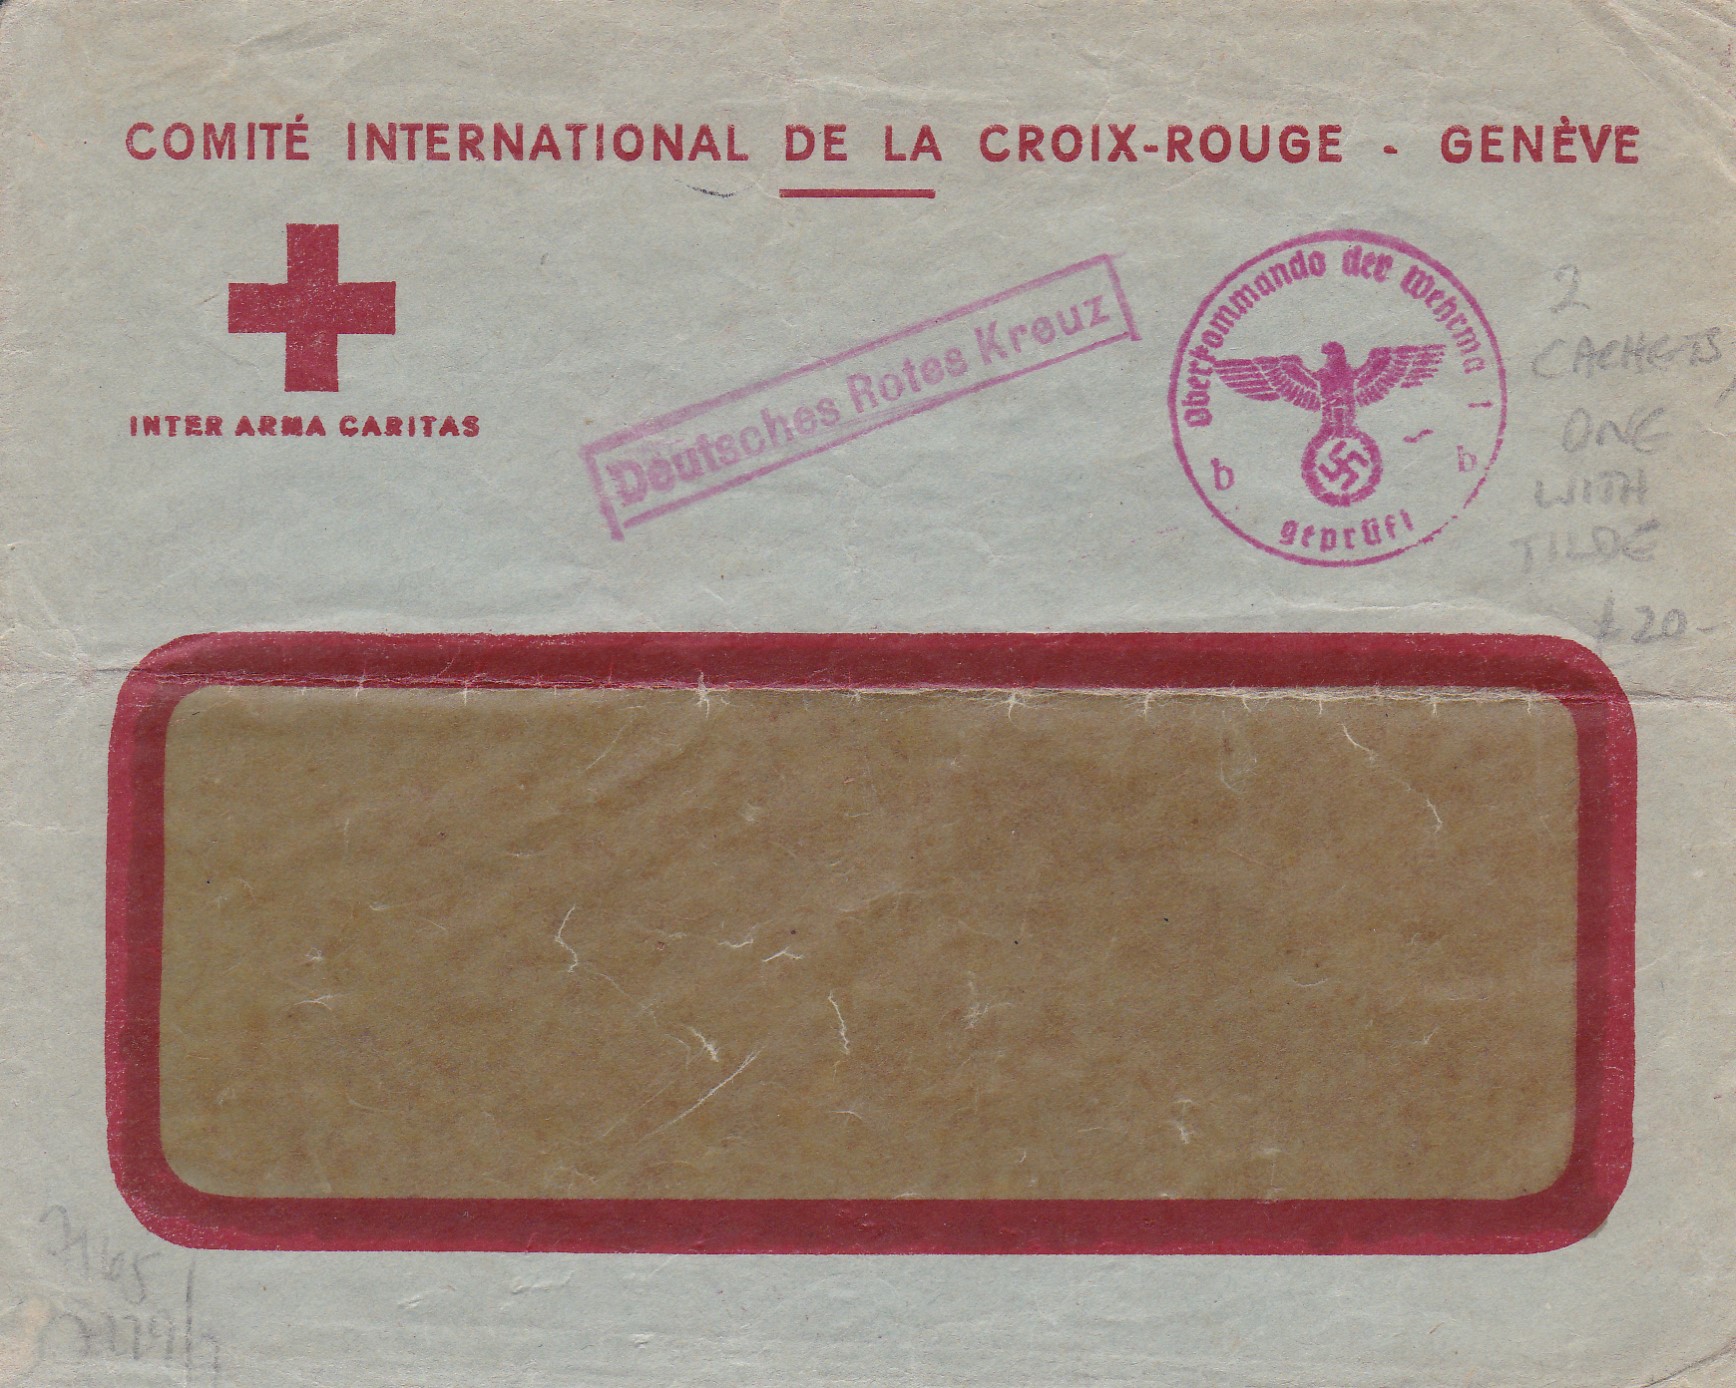 COMITÉ INTERNATIONAL DE LA CROIX-ROUGE - GENÈVE
INTER ARMA CARITAS
Deutsches Rotes Kreuz
Oberkommando der Wehrma
b b
geprüft
2
CACHETS,
ONE
WITH
TILDE
£20-